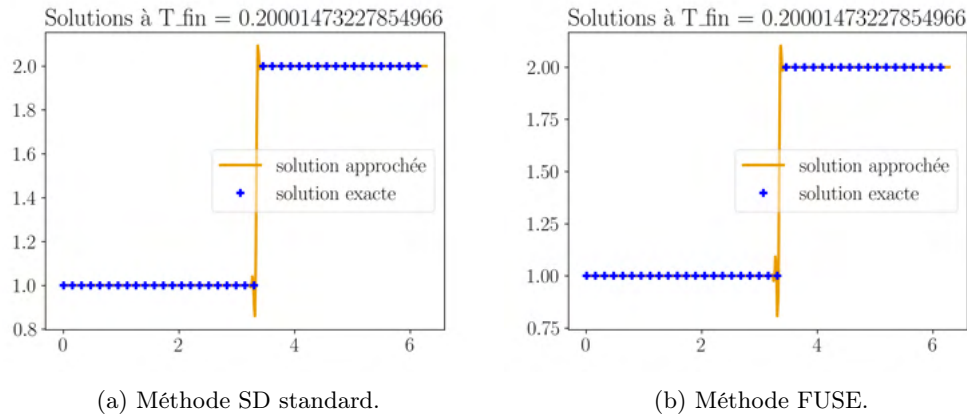 Solutions à T_fin = 0.20001473227854966
2.0
1.8
1.6
1.4
1.2
1.0
0.8
0
2
4
6
solution approchée
solution exacte
(a) Méthode SD standard.
Solutions à T_fin = 0.20001473227854966
2.00
1.75
1.50
1.25
1.00
0.75
0
2
4
6
solution approchée
solution exacte
(b) Méthode FUSE.